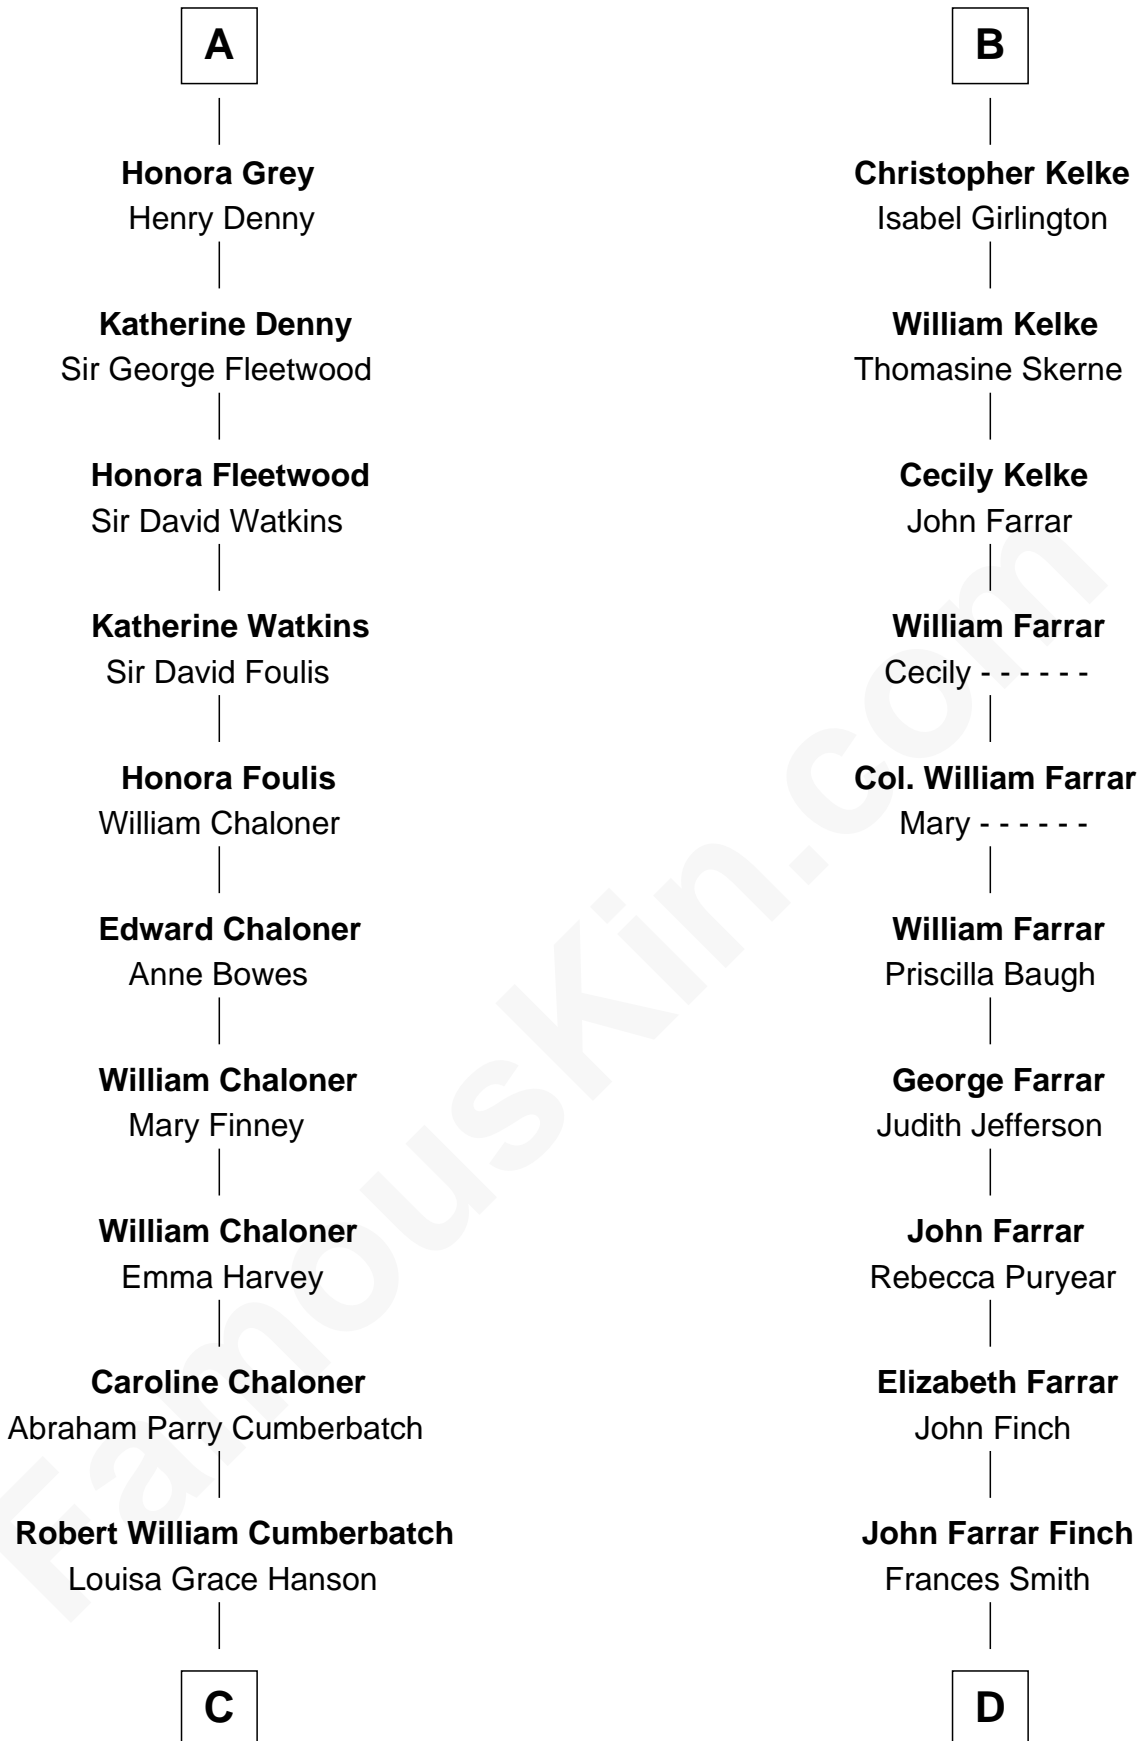 A
Honora Grey
Henry Denny
Katherine Denny
Sir George Fleetwood
Honora Fleetwood
Sir David Watkins
Katherine Watkins
Sir David Foulis
Honora Foulis
William Chaloner
Edward Chaloner
Anne Bowes
William Chaloner
Mary Finney
William Chaloner
Emma Harvey
Caroline Chaloner
Abraham Parry Cumberbatch
Robert William Cumberbatch
Louisa Grace Hanson
C
B
Christopher Kelke
Isabel Girlington
William Kelke
Thomasine Skerne
Cecily Kelke
John Farrar
William Farrar
Cecily - - - - - -
Col. William Farrar
Mary - - - - - -
William Farrar
Priscilla Baugh
George Farrar
Judith Jefferson
John Farrar
Rebecca Puryear
Elizabeth Farrar
John Finch
John Farrar Finch
Frances Smith
D
FamousKin.com